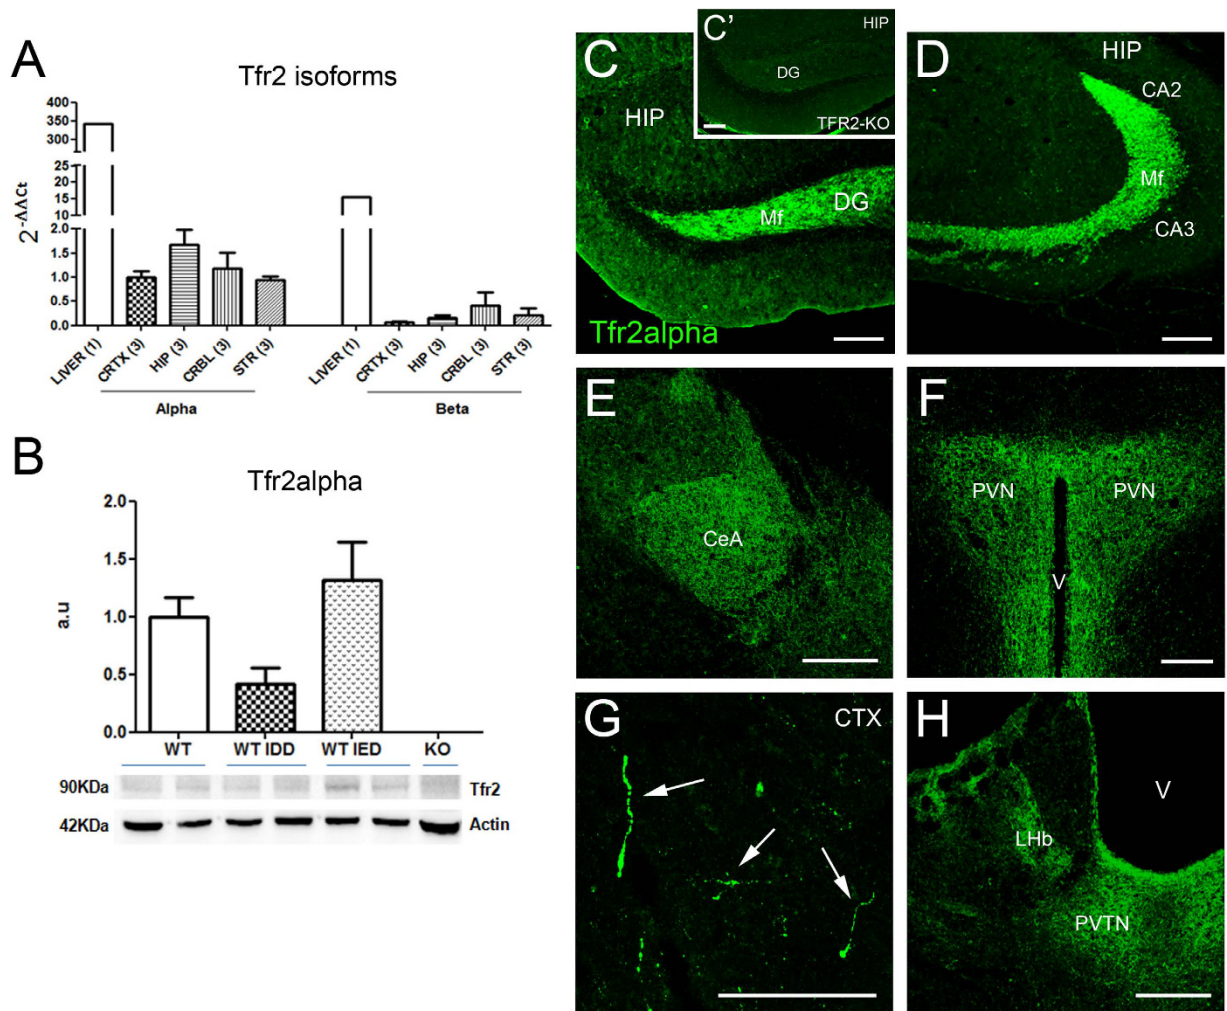 A
Tfr2 isoforms
2^-ΔΔCt
400
350
300
25
20
15
10
2.0
1.5
1.0
0.5
0.0
LIVER (1)
CRTX (3)
HIP (3)
CRBL (3)
STR (3)
LIVER (1)
CRTX (3)
HIP (3)
CRBL (3)
STR (3)
Alpha
Beta
B
Tfr2alpha
a.u
2.0
1.5
1.0
0.5
0.0
WT
WT IDD
WT IED
KO
90KDa
Tfr2
42KDa
Actin
C
HIP
Mf
DG
Tfr2alpha
C'
HIP
DG
TFR2-KO
D
HIP
CA2
Mf
CA3
E
CeA
F
PVN
PVN
V
G
CTX
H
V
LHb
PVTN